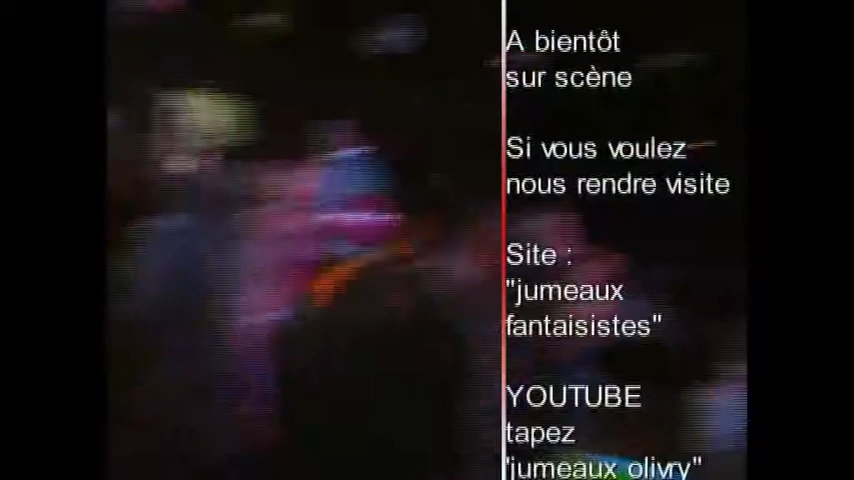 A bientôt
sur scène
Si vous voulez
nous rendre visite
Site :
"jumeaux
fantaisistes"
YOUTUBE
tapez
"jumeaux olivry"